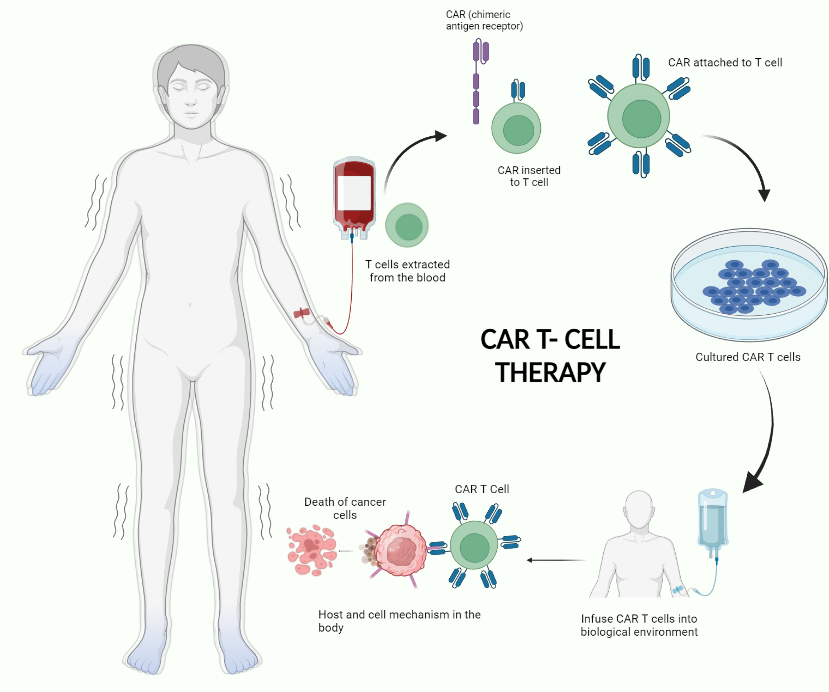 CAR (chimeric
antigen receptor)
CAR attached to T cell
CAR inserted
to T cell
T cells extracted
from the blood
CAR T- CELL
THERAPY
Cultured CAR T cells
CAR T Cell
Death of cancer
cells
Host and cell mechanism in the
body
Infuse CAR T cells into
biological environment